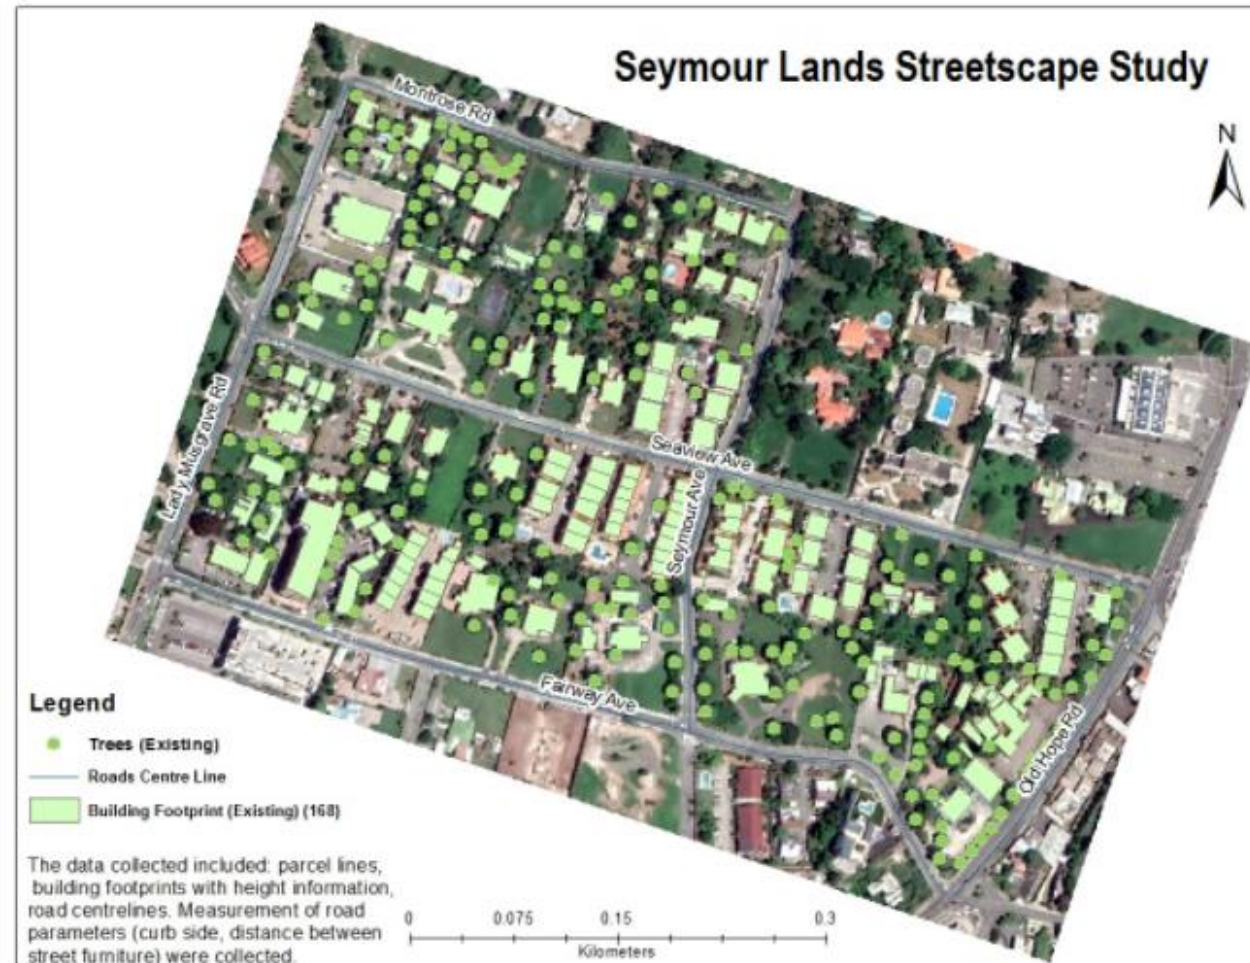 Seymour Lands Streetscape Study
N
Montrose Rd
Lady Musgrave Rd
Seaview Ave
Seymour Ave
Fairway Ave
Old Hope Rd
Legend
Trees (Existing)
Roads Centre Line
Building Footprint (Existing) (168)
The data collected included: parcel lines,
building footprints with height information,
road centrelines. Measurement of road
parameters (curb side, distance between
street furniture) were collected.
0 0.075 0.15 0.3
Kilometers